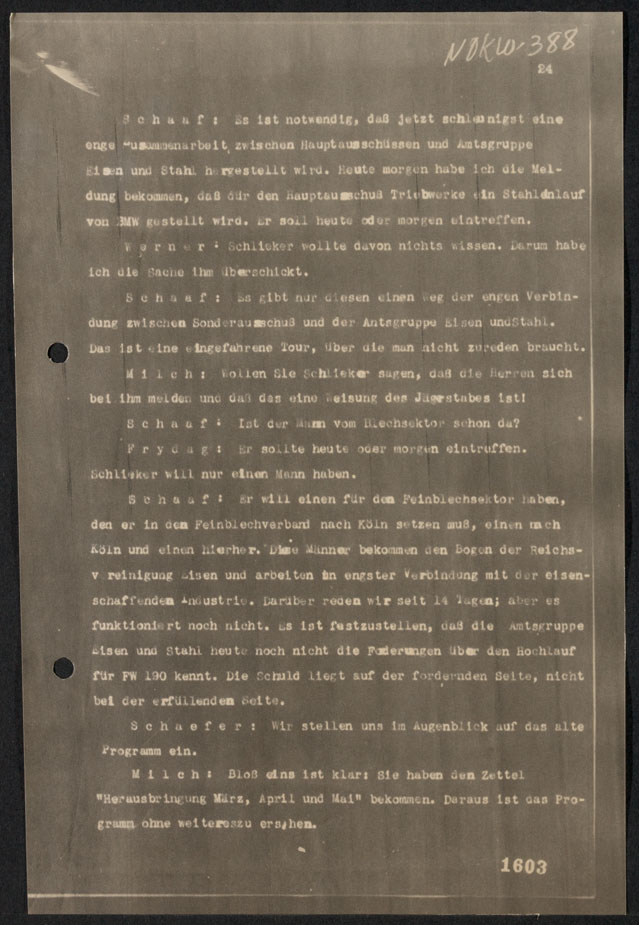 NOKW-388
24
S c h a a f : Es ist notwendig, daß jetzt schleunigst eine
enge Zusammenarbeit zwischen Hauptausschüssen und Amtsgruppe
Eisen und Stahl hergestellt wird. Heute morgen habe ich die Mel-
dung bekommen, daß für den Hauptausschuß Triebwerke ein Stahlanlauf
von BMW gestellt wird. Er soll heute oder morgen eintreffen.
W e r n e r : Schlieker wollte davon nichts wissen. Darum habe
ich die Sache ihm überschickt.
S c h a a f : Es gibt nur diesen einen Weg der engen Verbin-
dung zwischen Sonderausschuß und der Amtsgruppe Eisen undStahl.
Das ist eine eingefahrene Tour, über die man nicht zureden braucht.
M i l c h : Wollen Sie Schlieker sagen, daß die Herren sich
bei ihm melden und daß das eine Weisung des Jägerstabes ist!
S c h a a f : Ist der Mann vom Blechsektor schon da?
F r y d a g : Er sollte heute oder morgen eintruffen.
Schlieker will nur einen Mann haben.
S c h a a f : Er will einen für den Feinblechsektor haben,
den er in den Feinblechverband nach Köln setzen muß, einen nach
Köln und einen hierher. Diese Männer bekommen den Bogen der Reichs-
v reinigung Eisen und arbeiten in engster Verbindung mit der eisen-
schaffenden Industrie. Darüber reden wir seit 14 Tagen; aber es
funktioniert noch nicht. Es ist festzustellen, daß die Amtsgruppe
Eisen und Stahl heute noch nicht die Foderungen über den Hochlauf
für FW 190 kennt. Die Schuld liegt auf der fordernden Seite, nicht
bei der erfüllenden Seite.
S c h a e f e r : Wir stellen uns im Augenblick auf das alte
Programm ein.
M i l c h : Bloß eins ist klar: Sie haben den Zettel
"Herausbringung März, April und Mai" bekommen. Daraus ist das Pro-
gramm ohne weitereszu ersehen.
1603